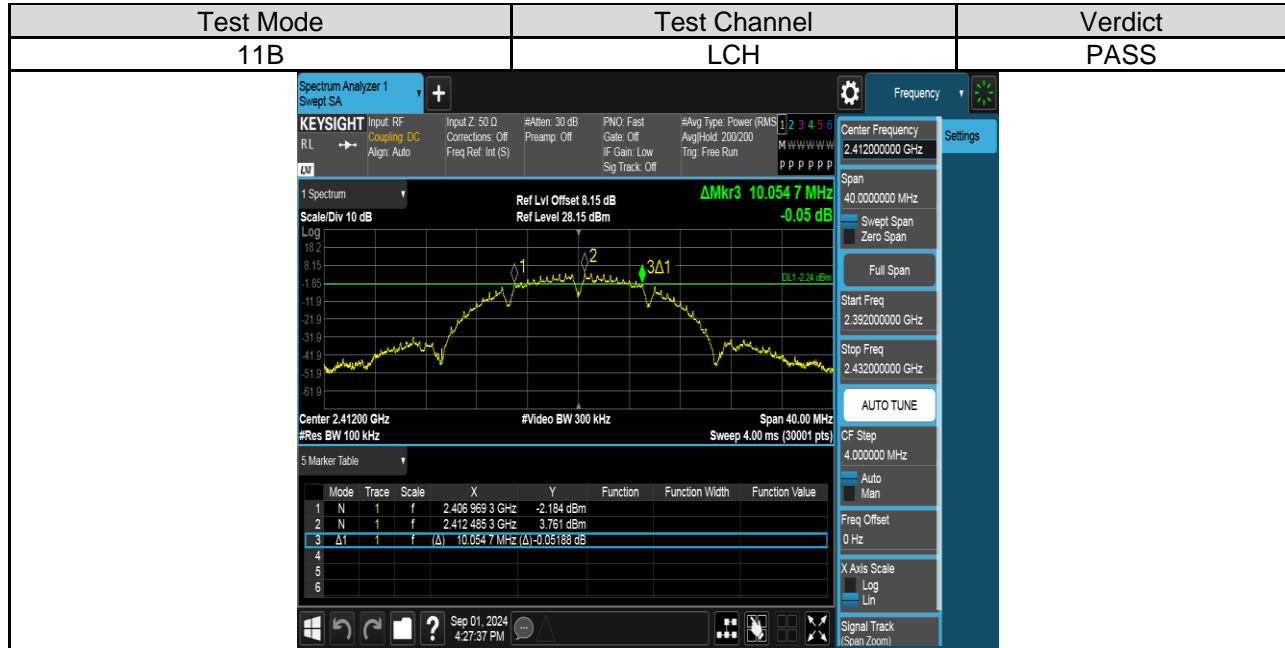 Test Mode Test Channel Verdict
11B LCH PASS
Spectrum Analyzer 1
Swept SA
+
Frequency
KEYSIGHT
RL
LXI
Input: RF
Coupling: DC
Align: Auto
Input Z: 50 Ω
Corrections: Off
Freq Ref: Int (S)
#Atten: 30 dB
Preamp: Off
PNO: Fast
Gate: Off
IF Gain: Low
Sig Track: Off
#Avg Type: Power (RMS
Avg|Hold: 200/200
Trig: Free Run
1 2 3 4 5 6
M W W W W W
P P P P P P
Center Frequency
2.412000000 GHz
Settings
Span
40.0000000 MHz
Swept Span
Zero Span
Full Span
Start Freq
2.392000000 GHz
Stop Freq
2.432000000 GHz
AUTO TUNE
CF Step
4.000000 MHz
Auto
Man
Freq Offset
0 Hz
X Axis Scale
Log
Lin
Signal Track
(Span Zoom)
1 Spectrum
Scale/Div 10 dB
Ref Lvl Offset 8.15 dB
Ref Level 28.15 dBm
ΔMkr3 10.054 7 MHz
-0.05 dB
Log
18.2
8.15
-1.85
-11.9
-21.9
-31.9
-41.9
-51.9
-61.9
1
2
3Δ1
DL1 -2.24 dBm
Center 2.41200 GHz #Video BW 300 kHz Span 40.00 MHz
#Res BW 100 kHz Sweep 4.00 ms (30001 pts)
5 Marker Table
Mode Trace Scale X Y Function Function Width Function Value
1 N 1 f 2.406 969 3 GHz -2.184 dBm
2 N 1 f 2.412 485 3 GHz 3.761 dBm
3 Δ1 1 f (Δ) 10.054 7 MHz (Δ) -0.05188 dB
4
5
6
?
Sep 01, 2024
4:27:37 PM